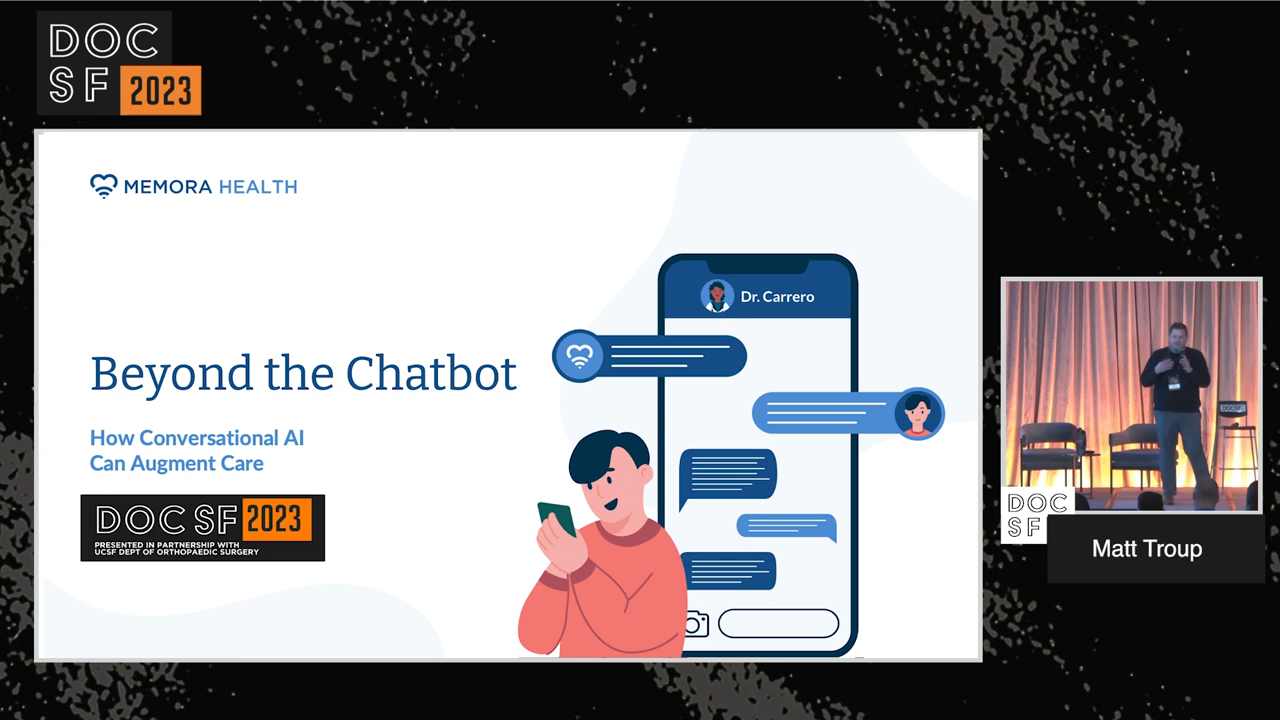 DOC
SF 2023
MEMORA HEALTH
Dr. Carrero
Beyond the Chatbot
How Conversational AI
Can Augment Care
DOC SF 2023
PRESENTED IN PARTNERSHIP WITH
UCSF DEPT OF ORTHOPAEDIC SURGERY
DOC
SF
Matt Troup